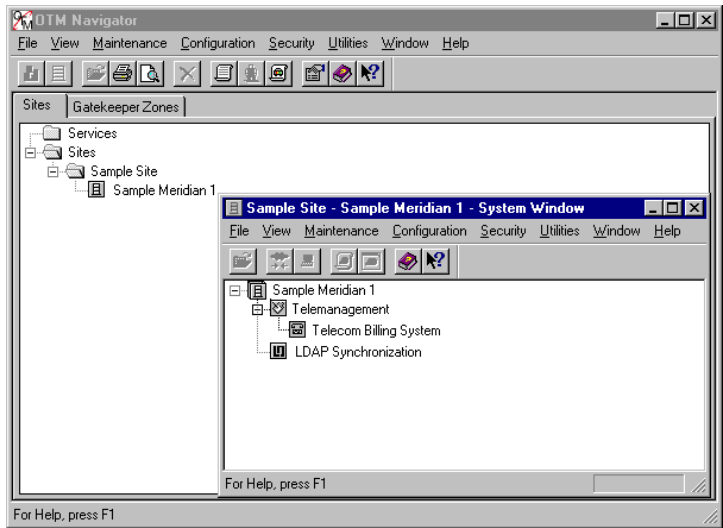 OTM Navigator
File View Maintenance Configuration Security Utilities Window Help
Sites Gatekeeper Zones
Services
Sites
Sample Site
Sample Meridian 1
Sample Site - Sample Meridian 1 - System Window
File View Maintenance Configuration Security Utilities Window Help
Sample Meridian 1
Telemanagement
Telecom Billing System
LDAP Synchronization
For Help, press F1
For Help, press F1